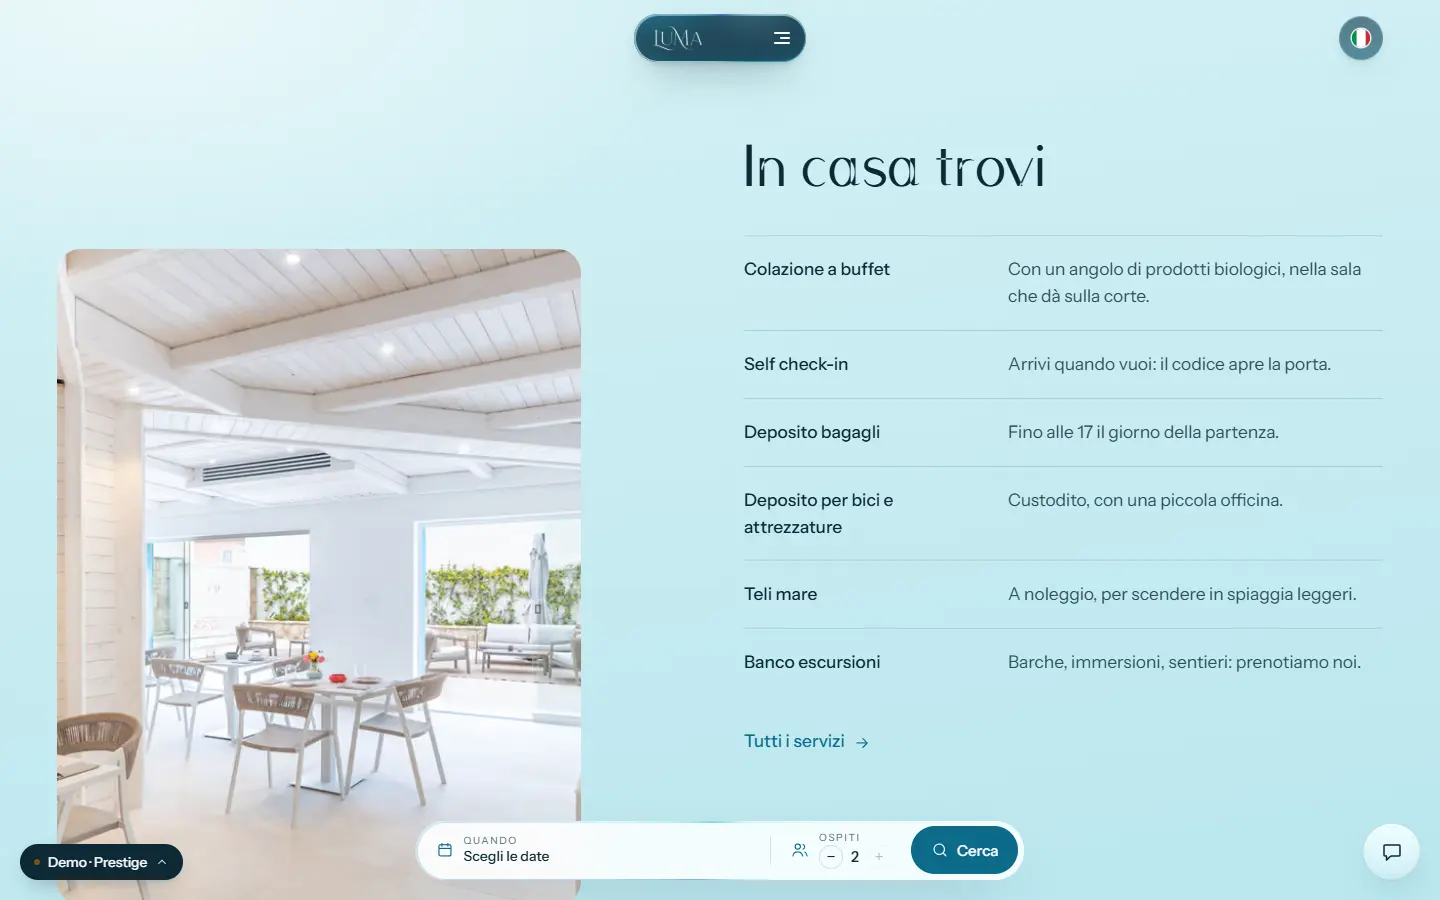 LUMA
In casa trovi
Colazione a buffet
Con un angolo di prodotti biologici, nella sala
che dà sulla corte.
Self check-in
Arrivi quando vuoi: il codice apre la porta.
Deposito bagagli
Fino alle 17 il giorno della partenza.
Deposito per bici e
attrezzature
Custodito, con una piccola officina.
Teli mare
A noleggio, per scendere in spiaggia leggeri.
Banco escursioni
Barche, immersioni, sentieri: prenotiamo noi.
Tutti i servizi →
QUANDO
Scegli le date
OSPITI
− 2 +
Cerca
Demo · Prestige